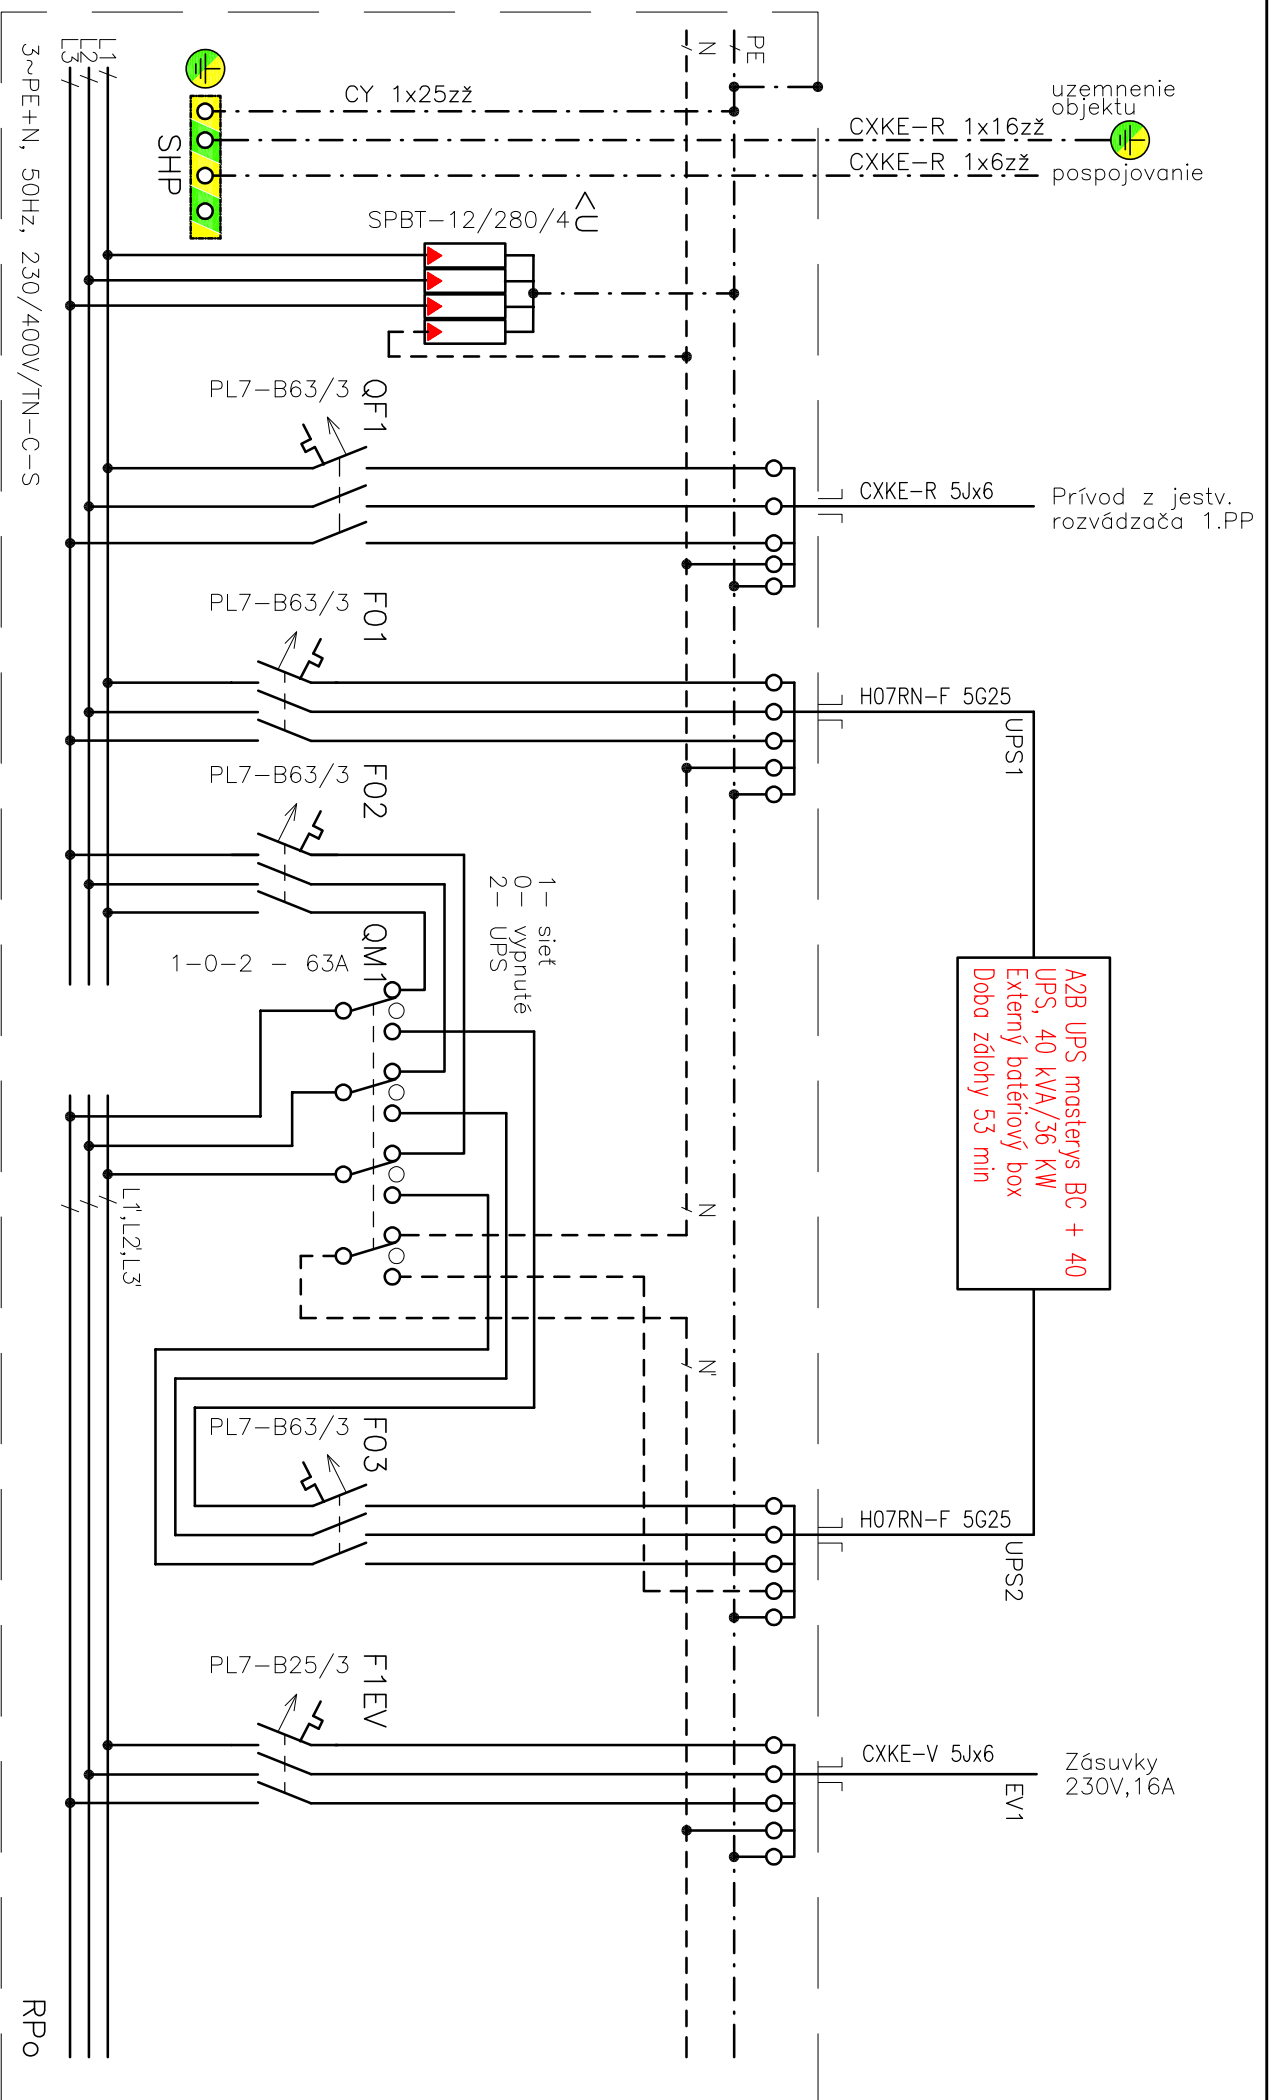 uzemnenie
objektu
PE
N
CY 1x25zž
CXKE-R 1x16zž
CXKE-R 1x6zž
pospojovanie
L1
L2
L3
3~PE+N, 50Hz, 230/400V/TN-C-S
SHP
SPBT-12/280/4
<U
PL7-B63/3
QF1
CXKE-R 5Jx6
Prívod z jestv.
rozvádzača 1.PP
PL7-B63/3
F01
H07RN-F 5G25
UPS1
PL7-B63/3
F02
1- sieť
0- vypnuté
2- UPS
1-0-2 - 63A
QM1
A2B UPS masterys BC + 40
UPS, 40 kVA/36 KW
Externý batériový box
Doba zálohy 53 min
N
L1',L2',L3'
N'
PL7-B63/3
F03
H07RN-F 5G25
UPS2
PL7-B25/3
F1EV
CXKE-V 5Jx6
EV1
Zásuvky
230V,16A
RPo